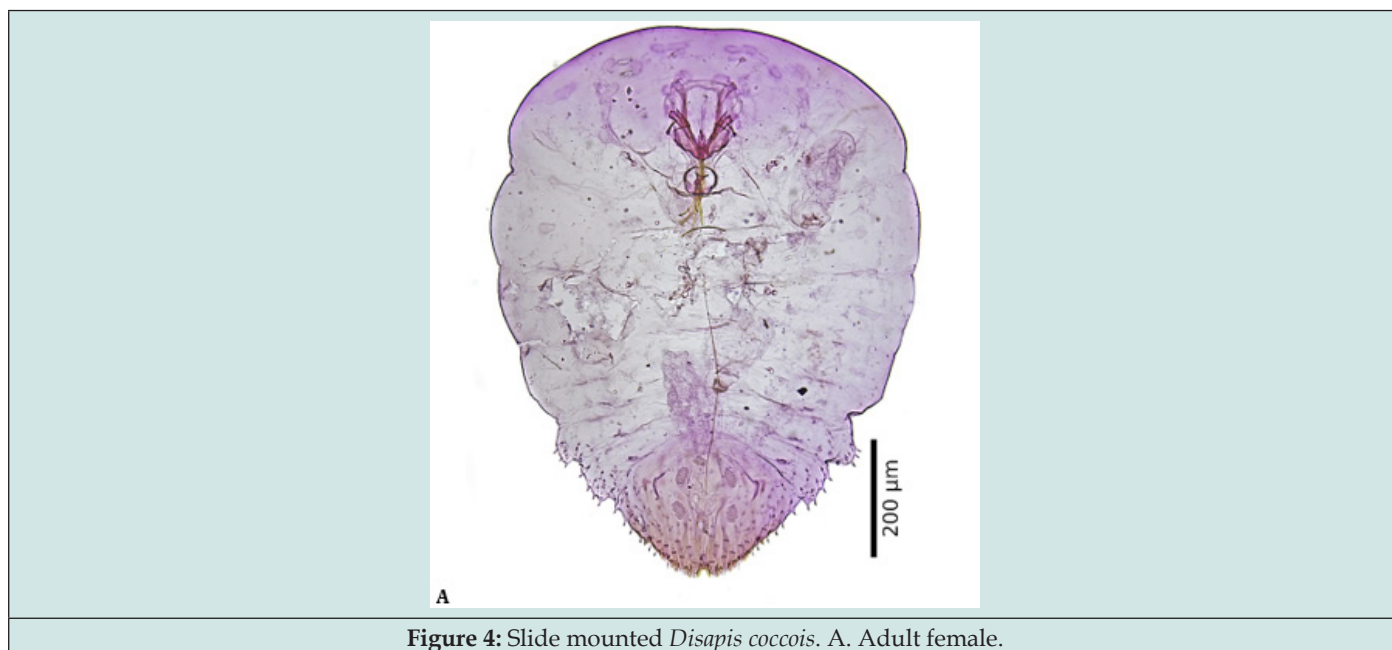 200 μm
A
Figure 4: Slide mounted Disapis coccois. A. Adult female.